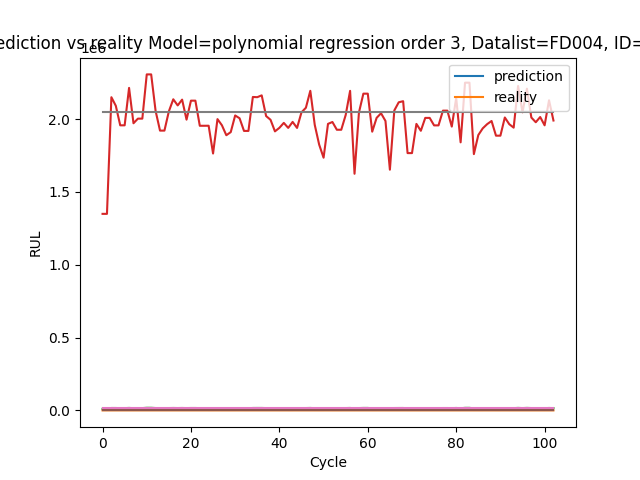 ediction vs reality Model=polynomial regression order 3, Datalist=FD004, ID=
1e6
prediction
reality
2.0
1.5
1.0
0.5
0.0
RUL
0 20 40 60 80 100
Cycle